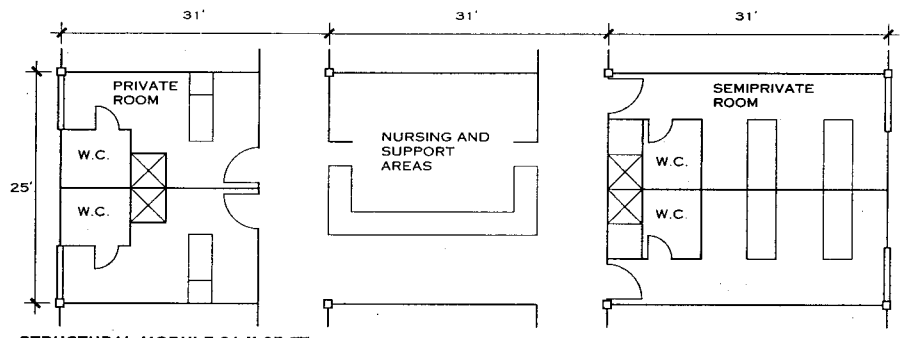 31' 31' 31'
PRIVATE
ROOM
SEMIPRIVATE
ROOM
NURSING AND
SUPPORT
AREAS
W.C.
W.C.
25'
W.C.
W.C.